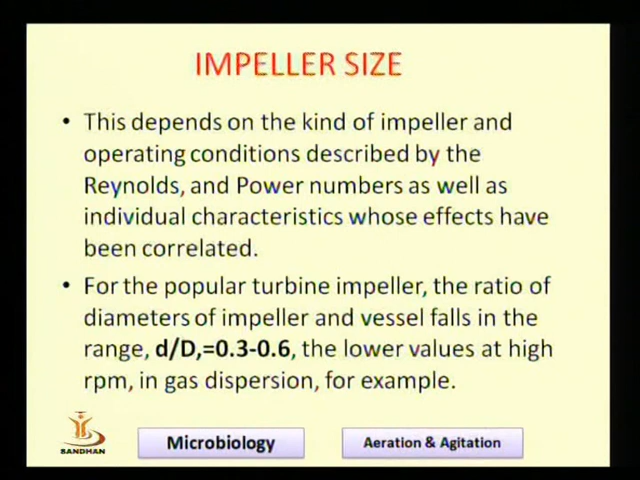 IMPELLER SIZE
• This depends on the kind of impeller and
operating conditions described by the
Reynolds, and Power numbers as well as
individual characteristics whose effects have
been correlated.
• For the popular turbine impeller, the ratio of
diameters of impeller and vessel falls in the
range, d/D,=0.3-0.6, the lower values at high
rpm, in gas dispersion, for example.
SANDHAN
Microbiology
Aeration & Agitation